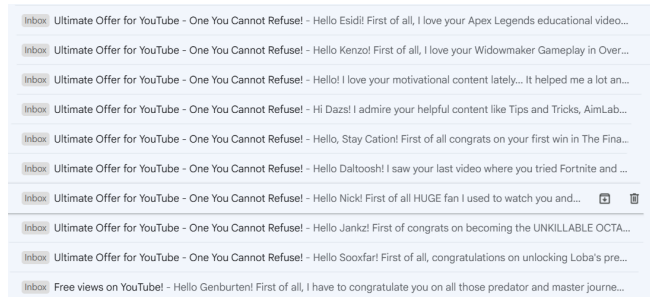 Inbox Ultimate Offer for YouTube - One You Cannot Refuse! - Hello Esidi! First of all, I love your Apex Legends educational video...
Inbox Ultimate Offer for YouTube - One You Cannot Refuse! - Hello Kenzo! First of all, I love your Widowmaker Gameplay in Over...
Inbox Ultimate Offer for YouTube - One You Cannot Refuse! - Hello! I love your motivational content lately... It helped me a lot an...
Inbox Ultimate Offer for YouTube - One You Cannot Refuse! - Hi Dazs! I admire your helpful content like Tips and Tricks, AimLab...
Inbox Ultimate Offer for YouTube - One You Cannot Refuse! - Hello, Stay Cation! First of all congrats on your first win in The Fina...
Inbox Ultimate Offer for YouTube - One You Cannot Refuse! - Hello Daltoosh! I saw your last video where you tried Fortnite and ...
Inbox Ultimate Offer for YouTube - One You Cannot Refuse! - Hello Nick! First of all HUGE fan I used to watch you and...
Inbox Ultimate Offer for YouTube - One You Cannot Refuse! - Hello Jankz! First of congrats on becoming the UNKILLABLE OCTA...
Inbox Ultimate Offer for YouTube - One You Cannot Refuse! - Hello Sooxfar! First of all, congratulations on unlocking Loba's pre...
Inbox Free views on YouTube! - Hello Genburten! First of all, I have to congratulate you on all those predator and master journe...